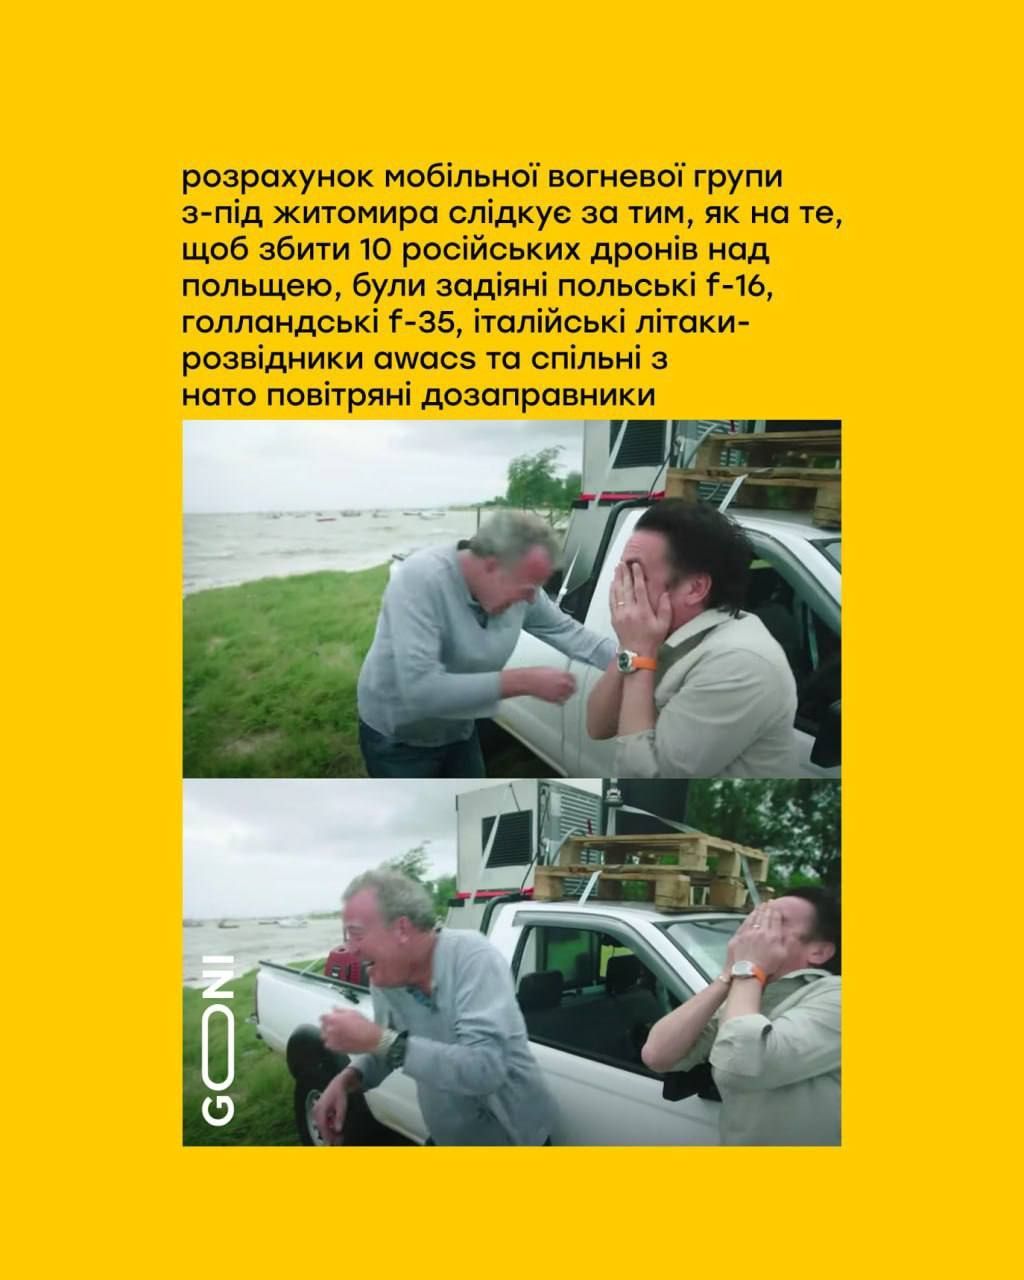 розрахунок мобільної вогневої групи
з-під житомира слідкує за тим, як на те,
щоб збити 10 російських дронів над
польщею, були задіяні польські f-16,
голландські f-35, італійські літаки-
розвідники awacs та спільні з
нато повітряні дозаправники
GONI